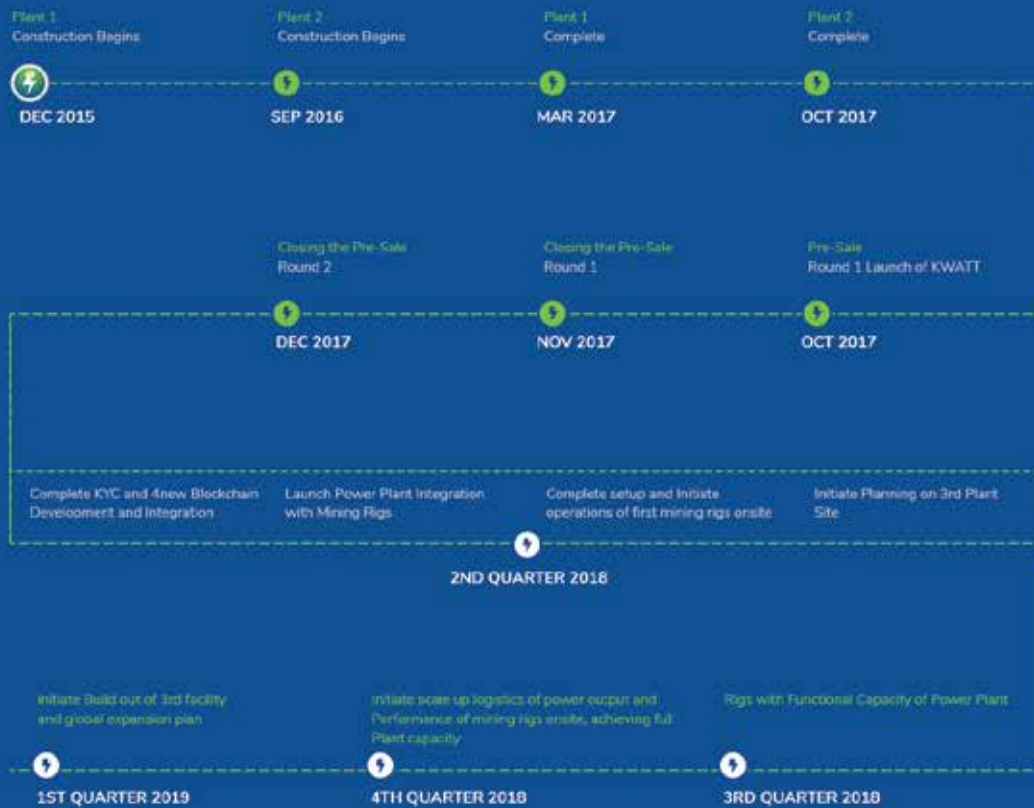 Plant 1
Construction Begins
DEC 2015
Plant 2
Construction Begins
SEP 2016
Plant 1
Complete
MAR 2017
Plant 2
Complete
OCT 2017
Pre-Sale
Round 1 Launch of KWATT
OCT 2017
Closing the Pre-Sale
Round 1
NOV 2017
Closing the Pre-Sale
Round 2
DEC 2017
Complete KYC and 4new Blockchain
Development and Integration
Launch Power Plant Integration
with Mining Rigs
Complete setup and Initiate
operations of first mining rigs onsite
Initiate Planning on 3rd Plant
Site
2ND QUARTER 2018
Rigs with Functional Capacity of Power Plant
3RD QUARTER 2018
Initiate scale up logistics of power output and
Performance of mining rigs onsite, achieving full
Plant capacity
4TH QUARTER 2018
Initiate Build out of 3rd facility
and global expansion plan
1ST QUARTER 2019